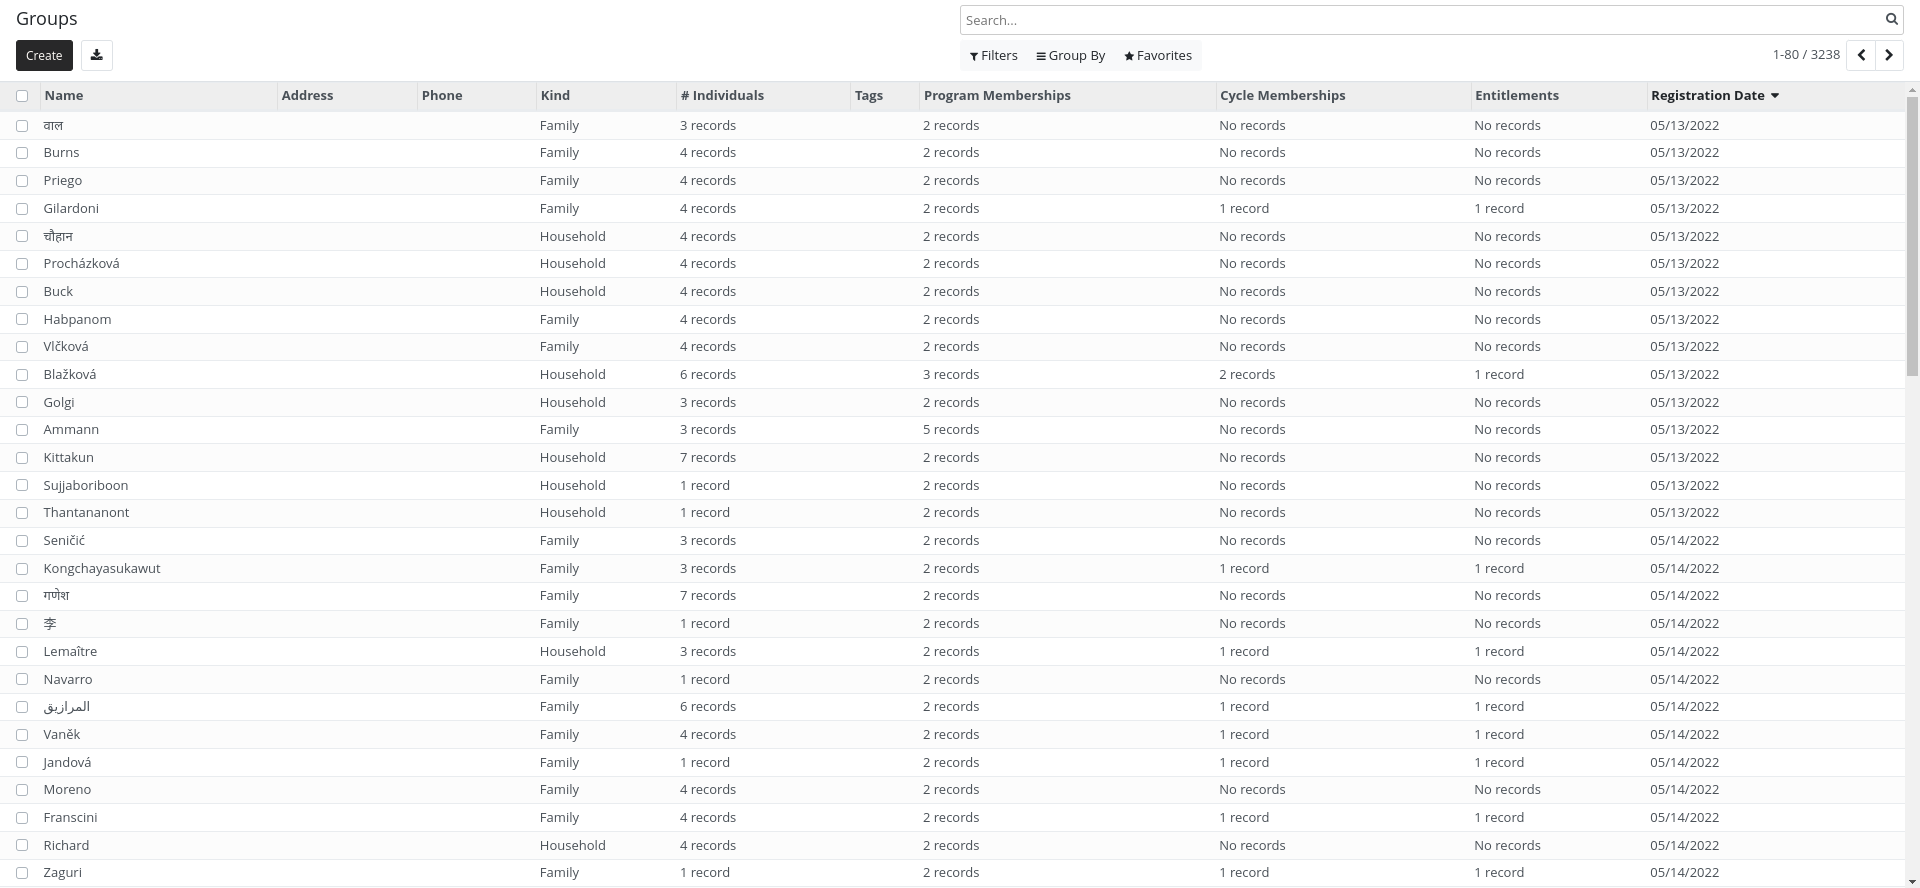 Groups
Search...
Create
Filters Group By Favorites 1-80 / 3238
Name Address Phone Kind # Individuals Tags Program Memberships Cycle Memberships Entitlements Registration Date
वाल Family 3 records 2 records No records No records 05/13/2022
Burns Family 4 records 2 records No records No records 05/13/2022
Priego Family 4 records 2 records No records No records 05/13/2022
Gilardoni Family 4 records 2 records 1 record 1 record 05/13/2022
चौहान Household 4 records 2 records No records No records 05/13/2022
Procházková Household 4 records 2 records No records No records 05/13/2022
Buck Household 4 records 2 records No records No records 05/13/2022
Habpanom Family 4 records 2 records No records No records 05/13/2022
Vlčková Family 4 records 2 records No records No records 05/13/2022
Blažková Household 6 records 3 records 2 records 1 record 05/13/2022
Golgi Household 3 records 2 records No records No records 05/13/2022
Ammann Family 3 records 5 records No records No records 05/13/2022
Kittakun Household 7 records 2 records No records No records 05/13/2022
Sujjaboriboon Household 1 record 2 records No records No records 05/13/2022
Thantananont Household 1 record 2 records No records No records 05/13/2022
Seničić Family 3 records 2 records No records No records 05/14/2022
Kongchayasukawut Family 3 records 2 records 1 record 1 record 05/14/2022
गणेश Family 7 records 2 records No records No records 05/14/2022
李 Family 1 record 2 records No records No records 05/14/2022
Lemaître Household 3 records 2 records 1 record 1 record 05/14/2022
Navarro Family 1 record 2 records No records No records 05/14/2022
المرازيق Family 6 records 2 records 1 record 1 record 05/14/2022
Vaněk Family 4 records 2 records 1 record 1 record 05/14/2022
Jandová Family 1 record 2 records 1 record 1 record 05/14/2022
Moreno Family 4 records 2 records No records No records 05/14/2022
Franscini Family 4 records 2 records 1 record 1 record 05/14/2022
Richard Household 4 records 2 records No records No records 05/14/2022
Zaguri Family 1 record 2 records 1 record 1 record 05/14/2022